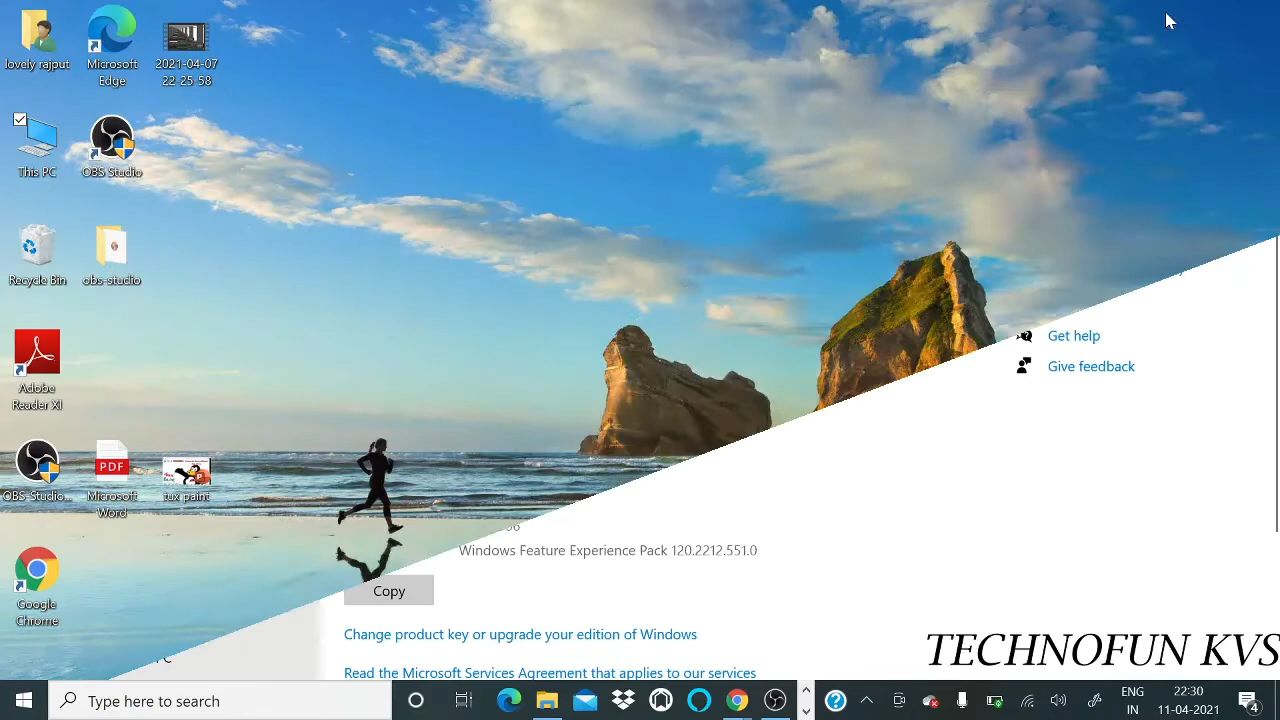 lovely rajput
Microsoft
Edge
2021-04-07
22-25-58
This PC
OBS Studio
Recycle Bin
obs-studio
Adobe
Reader XI
OBS-Studio...
PDF
Microsoft
Word
tux paint
Google
Chrome
Get help
Give feedback
Windows Feature Experience Pack 120.2212.551.0
Copy
Change product key or upgrade your edition of Windows
Read the Microsoft Services Agreement that applies to our services
TECHNOFUN KVS
Type here to search
ENG
IN
22:30
11-04-2021
4